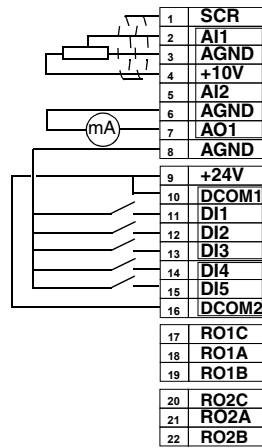 1 SCR
2 AI1
3 AGND
4 +10V
5 AI2
6 AGND
mA
7 AO1
8 AGND
9 +24V
10 DCOM1
11 DI1
12 DI2
13 DI3
14 DI4
15 DI5
16 DCOM2
17 RO1C
18 RO1A
19 RO1B
20 RO2C
21 RO2A
22 RO2B